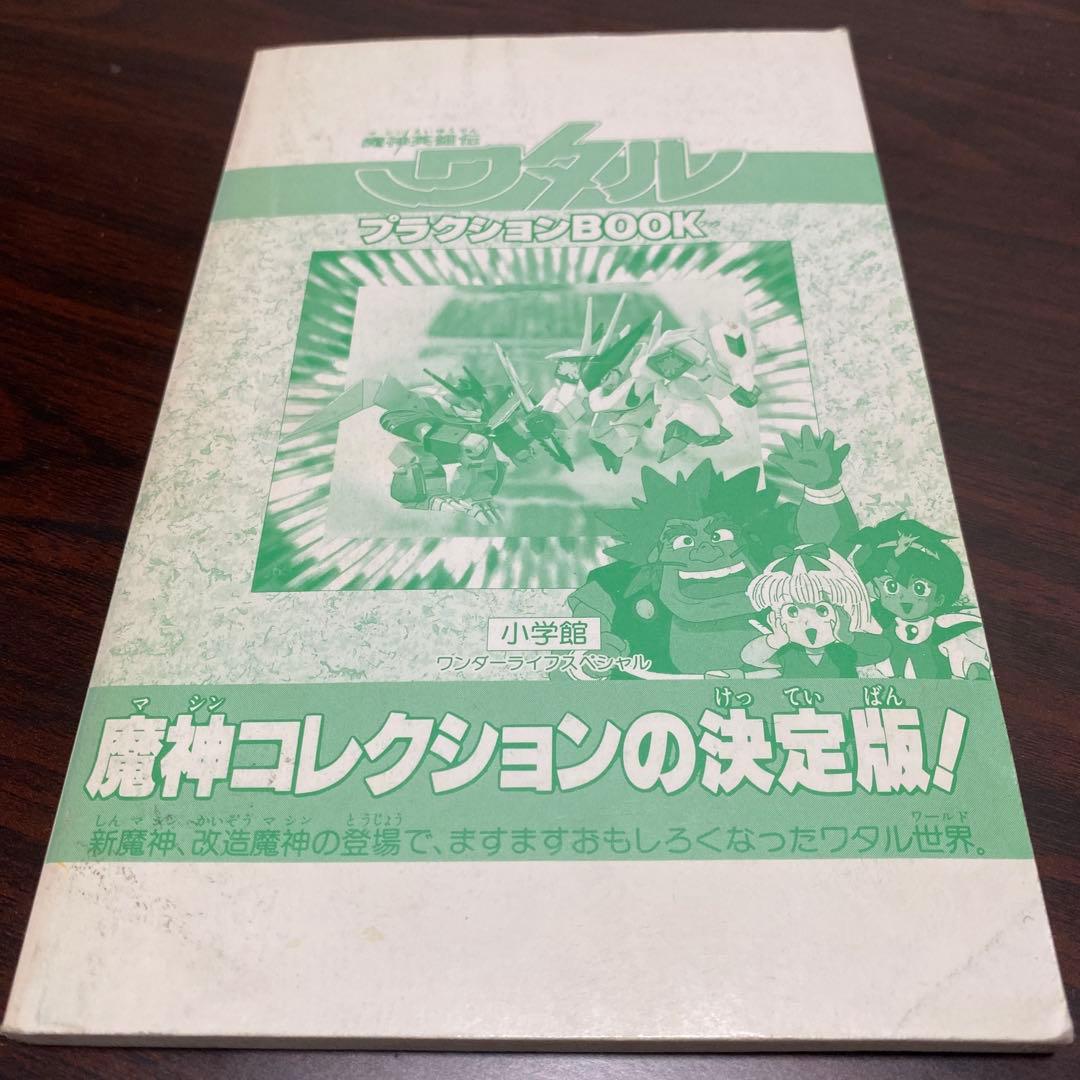 魔神英雄伝
ワタル
プラクションBOOK
小学館
ワンダーライフスペシャル
マシン けっ てい ばん
魔神コレクションの決定版!
しん マシン かいぞう マシン とうじょう ワールド
新魔神、改造魔神の登場で、ますますおもしろくなったワタル世界。